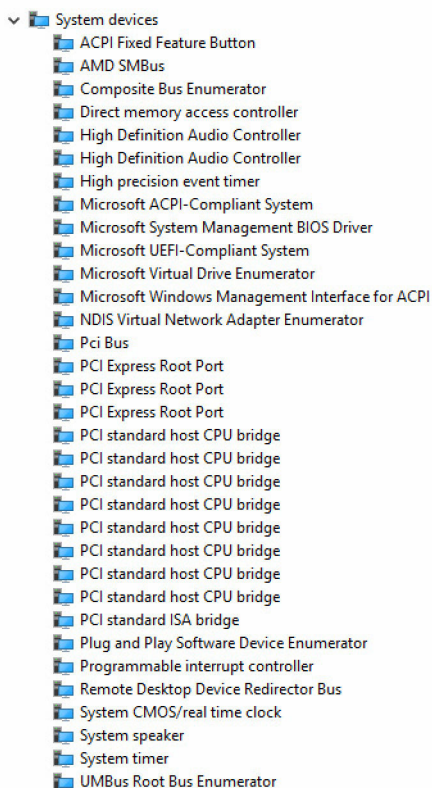 System devices
ACPI Fixed Feature Button
AMD SMBus
Composite Bus Enumerator
Direct memory access controller
High Definition Audio Controller
High Definition Audio Controller
High precision event timer
Microsoft ACPI-Compliant System
Microsoft System Management BIOS Driver
Microsoft UEFI-Compliant System
Microsoft Virtual Drive Enumerator
Microsoft Windows Management Interface for ACPI
NDIS Virtual Network Adapter Enumerator
Pci Bus
PCI Express Root Port
PCI Express Root Port
PCI Express Root Port
PCI standard host CPU bridge
PCI standard host CPU bridge
PCI standard host CPU bridge
PCI standard host CPU bridge
PCI standard host CPU bridge
PCI standard host CPU bridge
PCI standard host CPU bridge
PCI standard host CPU bridge
PCI standard ISA bridge
Plug and Play Software Device Enumerator
Programmable interrupt controller
Remote Desktop Device Redirector Bus
System CMOS/real time clock
System speaker
System timer
UMBus Root Bus Enumerator